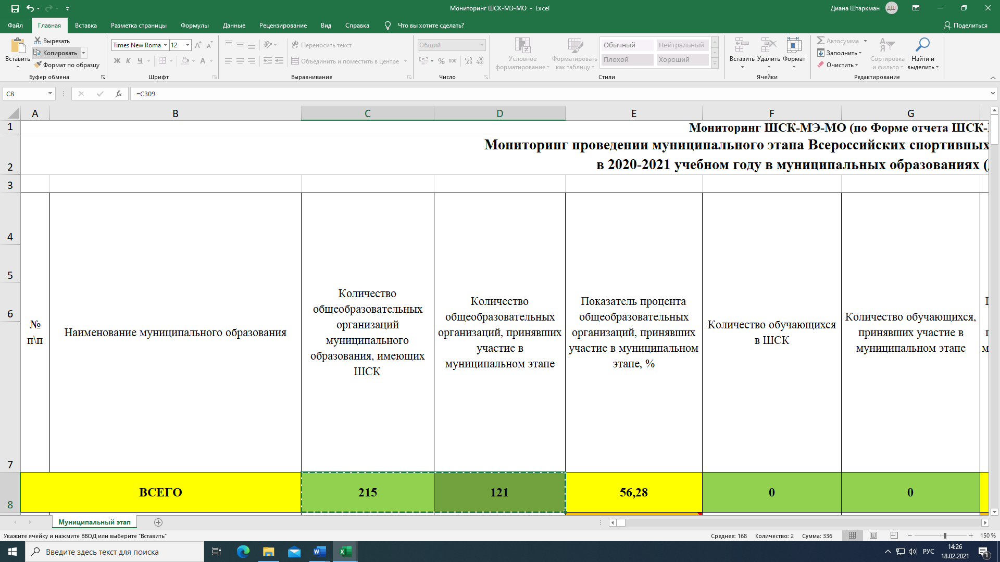 Мониторинг ШСК-МЭ-МО - Excel
Диана Штаркман ДШ
Файл Главная Вставка Разметка страницы Формулы Данные Рецензирование Вид Справка Что вы хотите сделать? Поделиться
Вставить
Вырезать
Копировать
Формат по образцу
Буфер обмена
Times New Roma 12
Ж К Ч
Шрифт
Переносить текст
Объединить и поместить в центре
Выравнивание
Общий
% 000
Число
Условное форматирование
Форматировать как таблицу
Обычный Нейтральный
Плохой Хороший
Стили
Вставить Удалить Формат
Ячейки
Автосумма
Заполнить
Очистить
Сортировка и фильтр
Найти и выделить
Редактирование
C8 fx =C309
A B C D E F G
1 Мониторинг ШСК-МЭ-МО (по Форме отчета ШСК-
Мониторинг проведении муниципального этапа Всероссийских спортивных
2 в 2020-2021 учебном году в муниципальных образованиях (
3
4
5
6
7
№ п\п
Наименование муниципального образования
Количество
общеобразовательных
организаций
муниципального
образования, имеющих
ШСК
Количество
общеобразовательных
организаций, принявших
участие в
муниципальном этапе
Показатель процента
общеобразовательных
организаций, принявших
участие в муниципальном
этапе, %
Количество обучающихся
в ШСК
Количество обучающихся,
принявших участие в
муниципальном этапе
8 ВСЕГО 215 121 56,28 0 0
Муниципальный этап
Укажите ячейку и нажмите ВВОД или выберите "Вставить"
Среднее: 168 Количество: 2 Сумма: 336 150 %
Введите здесь текст для поиска
РУС
14:26
18.02.2021
1